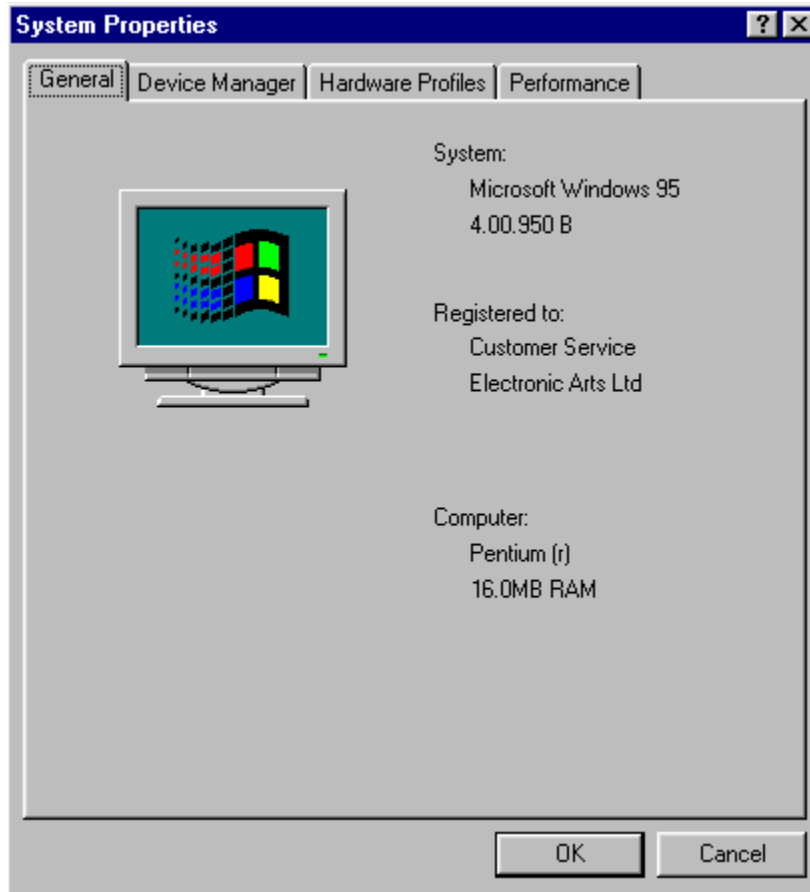 System Properties
General
Device Manager
Hardware Profiles
Performance
System:
Microsoft Windows 95
4.00.950 B
Registered to:
Customer Service
Electronic Arts Ltd
Computer:
Pentium (r)
16.0MB RAM
OK
Cancel